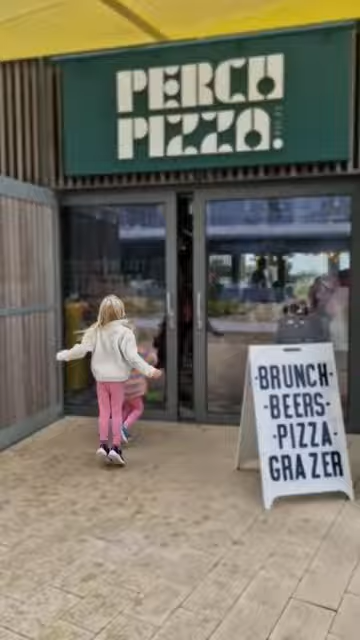 PERCH
PIZZA.
·BRUNCH·
·BEERS·
·PIZZA·
GRAZER